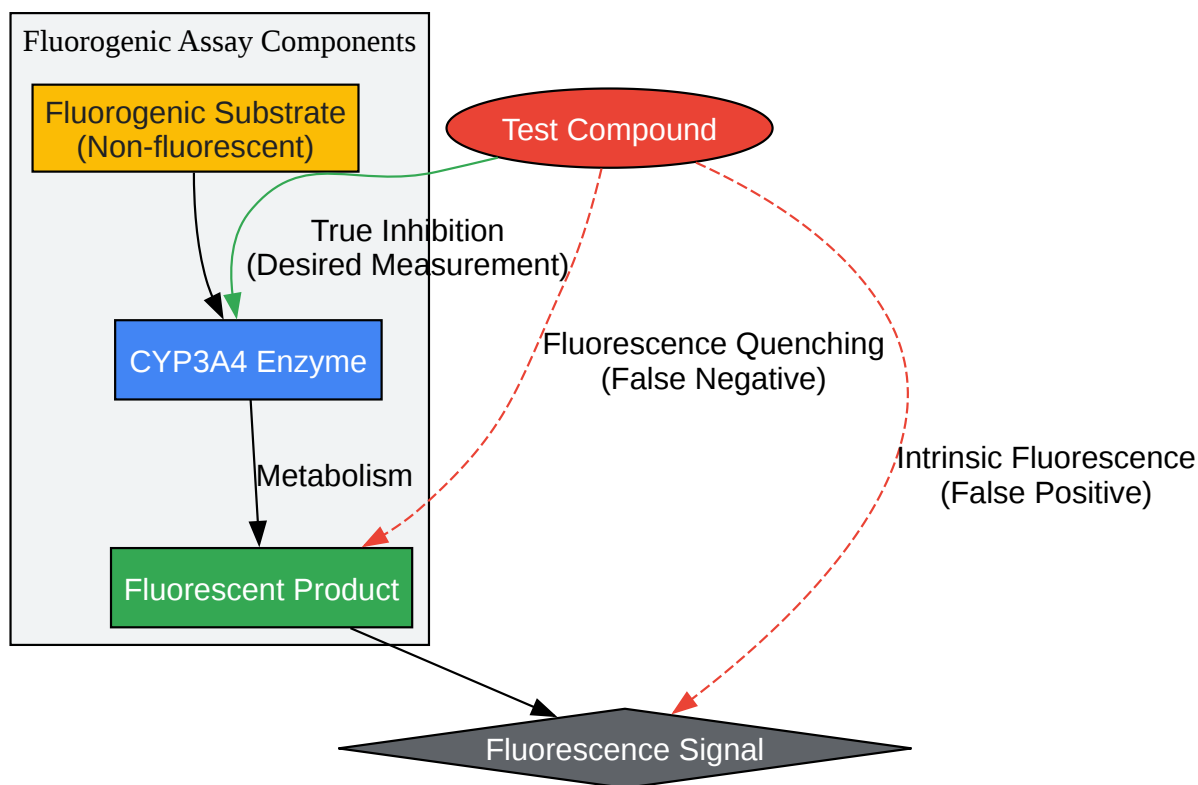 Fluorogenic Assay Components
Fluorogenic Substrate
(Non-fluorescent)
Test Compound
True Inhibition
(Desired Measurement)
CYP3A4 Enzyme
Fluorescence Quenching
(False Negative)
Metabolism
Intrinsic Fluorescence
(False Positive)
Fluorescent Product
Fluorescence Signal